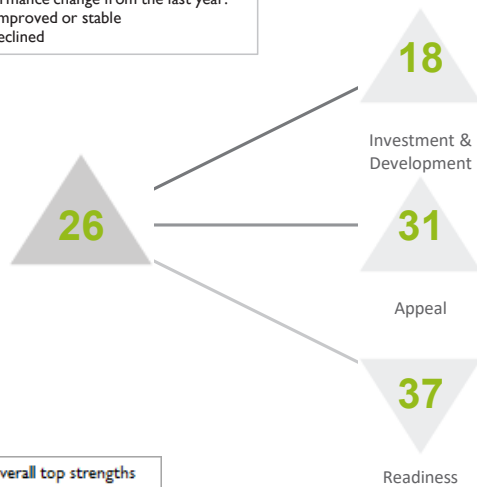 change from the last year:
mproved or stable
eclined
18
Investment &
Development
26
31
Appeal
37
verall top strengths
Readiness